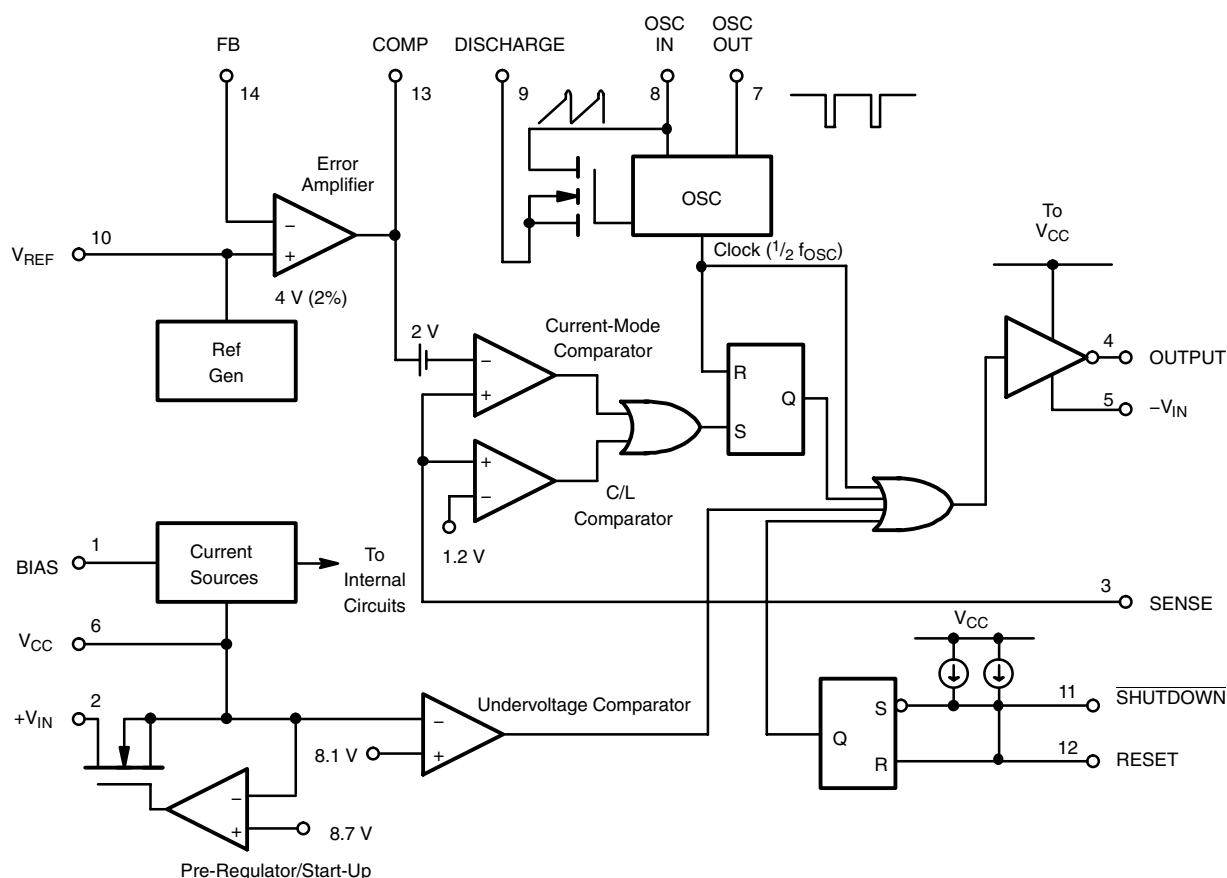 FB
14
COMP
13
DISCHARGE
9
OSC
IN
8
OSC
OUT
7
Error
Amplifier
−
+
OSC
V_REF
10
4 V (2%)
Ref
Gen
Clock (1/2 f_OSC)
To
V_CC
2 V
Current-Mode
Comparator
−
+
R
S
Q
4
OUTPUT
5
−V_IN
+
−
C/L
Comparator
1.2 V
BIAS
1
Current
Sources
To
Internal
Circuits
3
SENSE
V_CC
6
V_CC
+V_IN
2
Undervoltage Comparator
−
+
8.1 V
S
Q
R
11
SHUTDOWN
12
RESET
−
+
8.7 V
Pre-Regulator/Start-Up